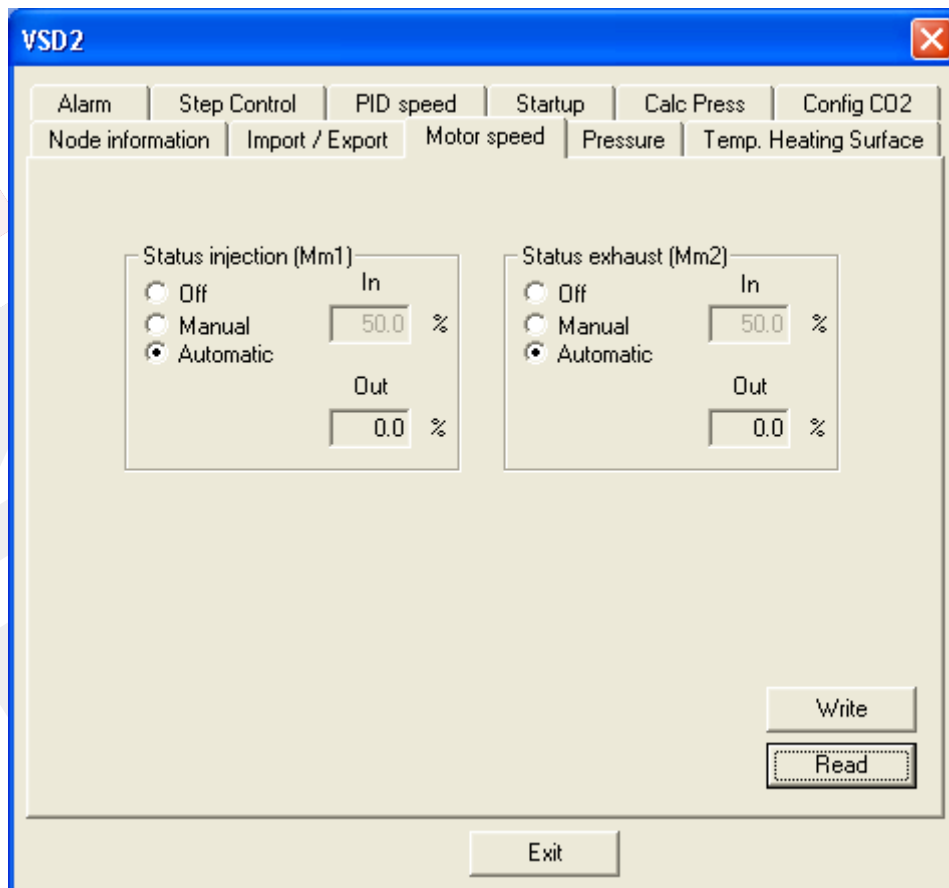 VSD2
Alarm Step Control PID speed Startup Calc Press Config CO2
Node information Import / Export Motor speed Pressure Temp. Heating Surface
Status injection (Mm1)
Off
Manual
Automatic
In
50.0 %
Out
0.0 %
Status exhaust (Mm2)
Off
Manual
Automatic
In
50.0 %
Out
0.0 %
Write
Read
Exit